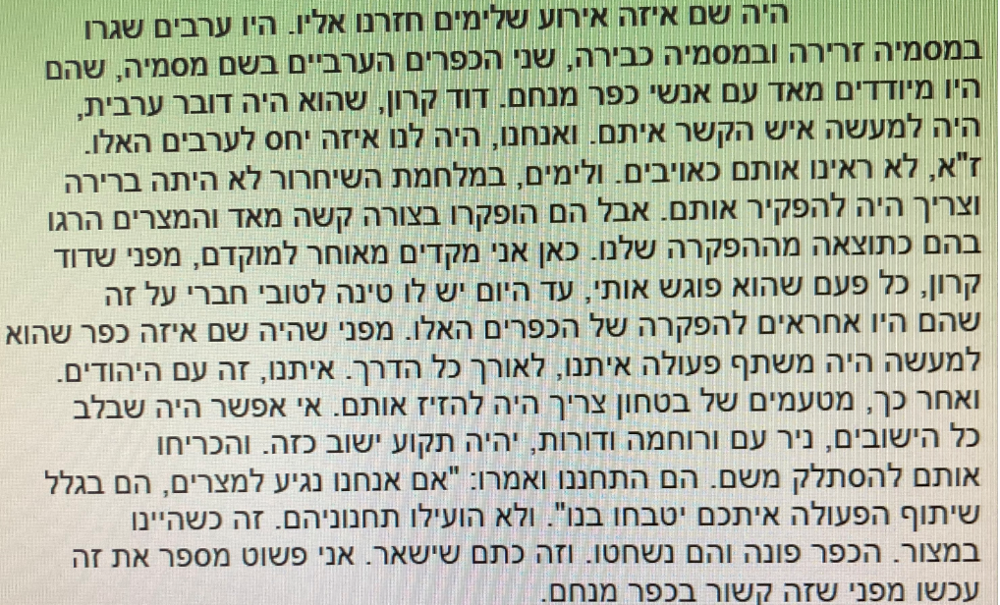 היה שם איזה אירוע שלימים חזרנו אליו. היו ערבים שגרו
במסמיה זרירה ובמסמיה כבירה, שני הכפרים הערביים בשם מסמיה, שהם
היו מיודדים מאד עם אנשי כפר מנחם. דוד קרון, שהוא היה דובר ערבית,
היה למעשה איש הקשר איתם. ואנחנו, היה לנו איזה יחס לערבים האלו.
ז"א, לא ראינו אותם כאויבים. ולימים, במלחמת השיחרור לא היתה ברירה
וצריך היה להפקיר אותם. אבל הם הופקרו בצורה קשה מאד והמצרים הרגו
בהם כתוצאה מההפקרה שלנו. כאן אני מקדים מאוחר למוקדם, מפני שדוד
קרון, כל פעם שהוא פוגש אותי, עד היום יש לו טינה לטובי חברי על זה
שהם היו אחראים להפקרה של הכפרים האלו. מפני שהיה שם איזה כפר שהוא
למעשה היה משתף פעולה איתנו, לאורך כל הדרך. איתנו, זה עם היהודים.
ואחר כך, מטעמים של בטחון צריך היה להזיז אותם. אי אפשר היה שבלב
כל הישובים, ניר עם ורוחמה ודורות, יהיה תקוע ישוב כזה. והכריחו
אותם להסתלק משם. הם התחננו ואמרו: "אם אנחנו נגיע למצרים, הם בגלל
שיתוף הפעולה איתכם יטבחו בנו". ולא הועילו תחנוניהם. זה כשהיינו
במצור. הכפר פונה והם נשחטו. וזה כתם שישאר. אני פשוט מספר את זה
עכשו מפני שזה קשור בכפר מנחם.